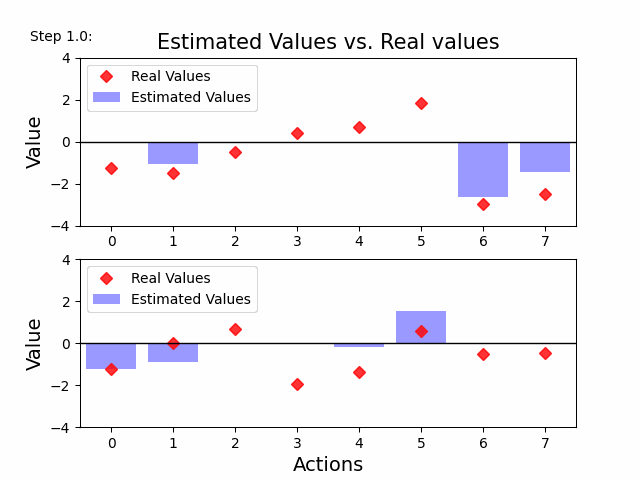 Step 1.0:
Estimated Values vs. Real values
Value
4
2
0
−2
−4
Real Values
Estimated Values
0 1 2 3 4 5 6 7
Value
4
2
0
−2
−4
Real Values
Estimated Values
0 1 2 3 4 5 6 7
Actions